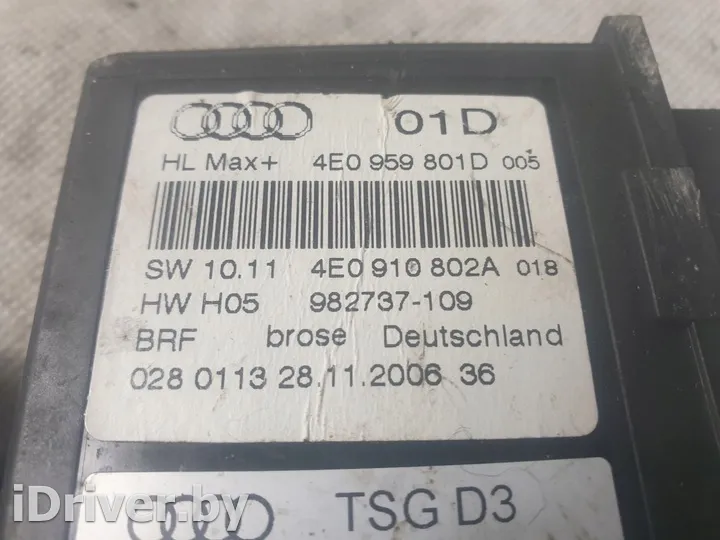 01D
HL Max+ 4E0 959 801D 005
SW 10.11 4E0 910 802A 018
HW H05 982737-109
BRF brose Deutschland
028 0113 28.11.2006 36
TSG D3
iDriver.by